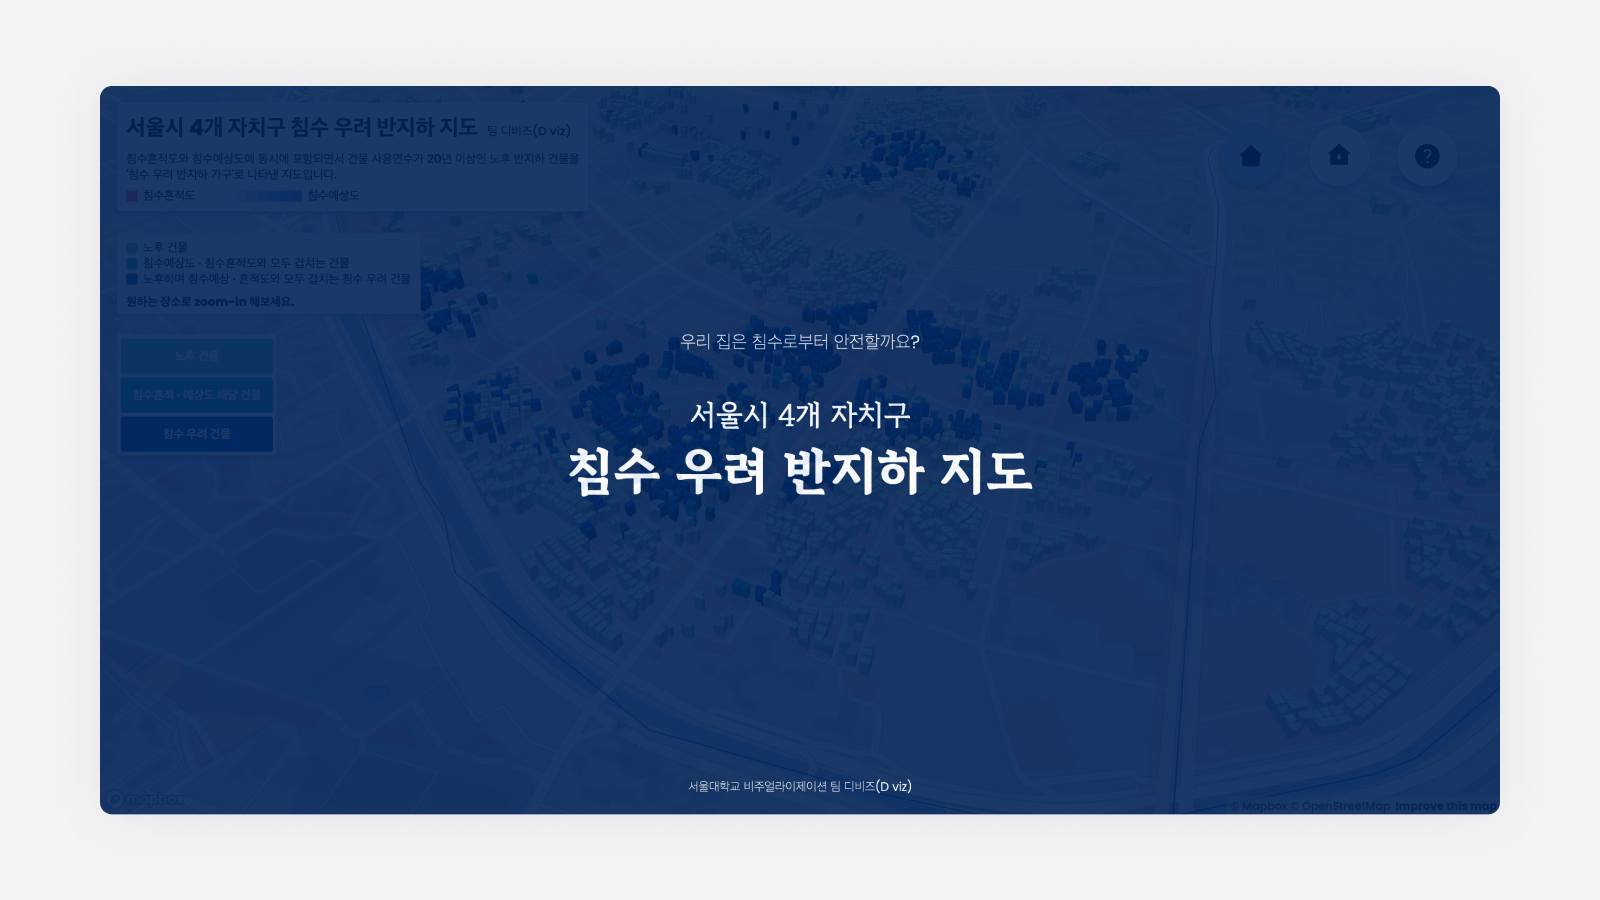 서울시 4개 자치구 침수 우려 반지하 지도 팀 디비즈(D viz)
침수흔적도와 침수예상도에 동시에 포함되면서 건물 사용연수가 20년 이상인 노후 반지하 건물을
'침수 우려 반지하 가구'로 나타낸 지도입니다.
침수흔적도 침수예상도
노후 건물
침수예상도 · 침수흔적도와 모두 겹치는 건물
노후하며 침수예상 · 흔적도와 모두 겹치는 침수 우려 건물
원하는 장소로 zoom-in 해보세요.
노후 건물
침수흔적 · 예상도 해당 건물
침수 우려 건물
우리 집은 침수로부터 안전할까요?
서울시 4개 자치구
침수 우려 반지하 지도
서울대학교 비주얼라이제이션 팀 디비즈(D viz)
mapbox
© Mapbox © OpenStreetMap Improve this map